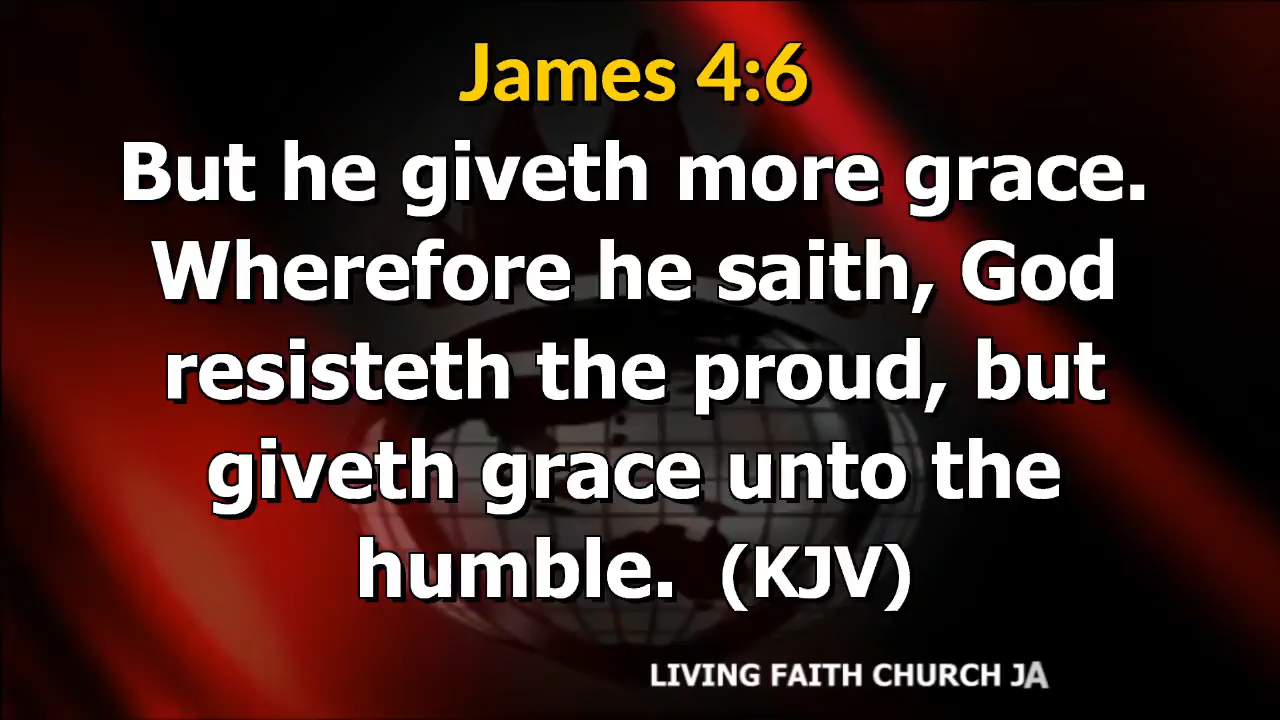 James 4:6
But he giveth more grace.
Wherefore he saith, God
resisteth the proud, but
giveth grace unto the
humble. (KJV)
LIVING FAITH CHURCH JA